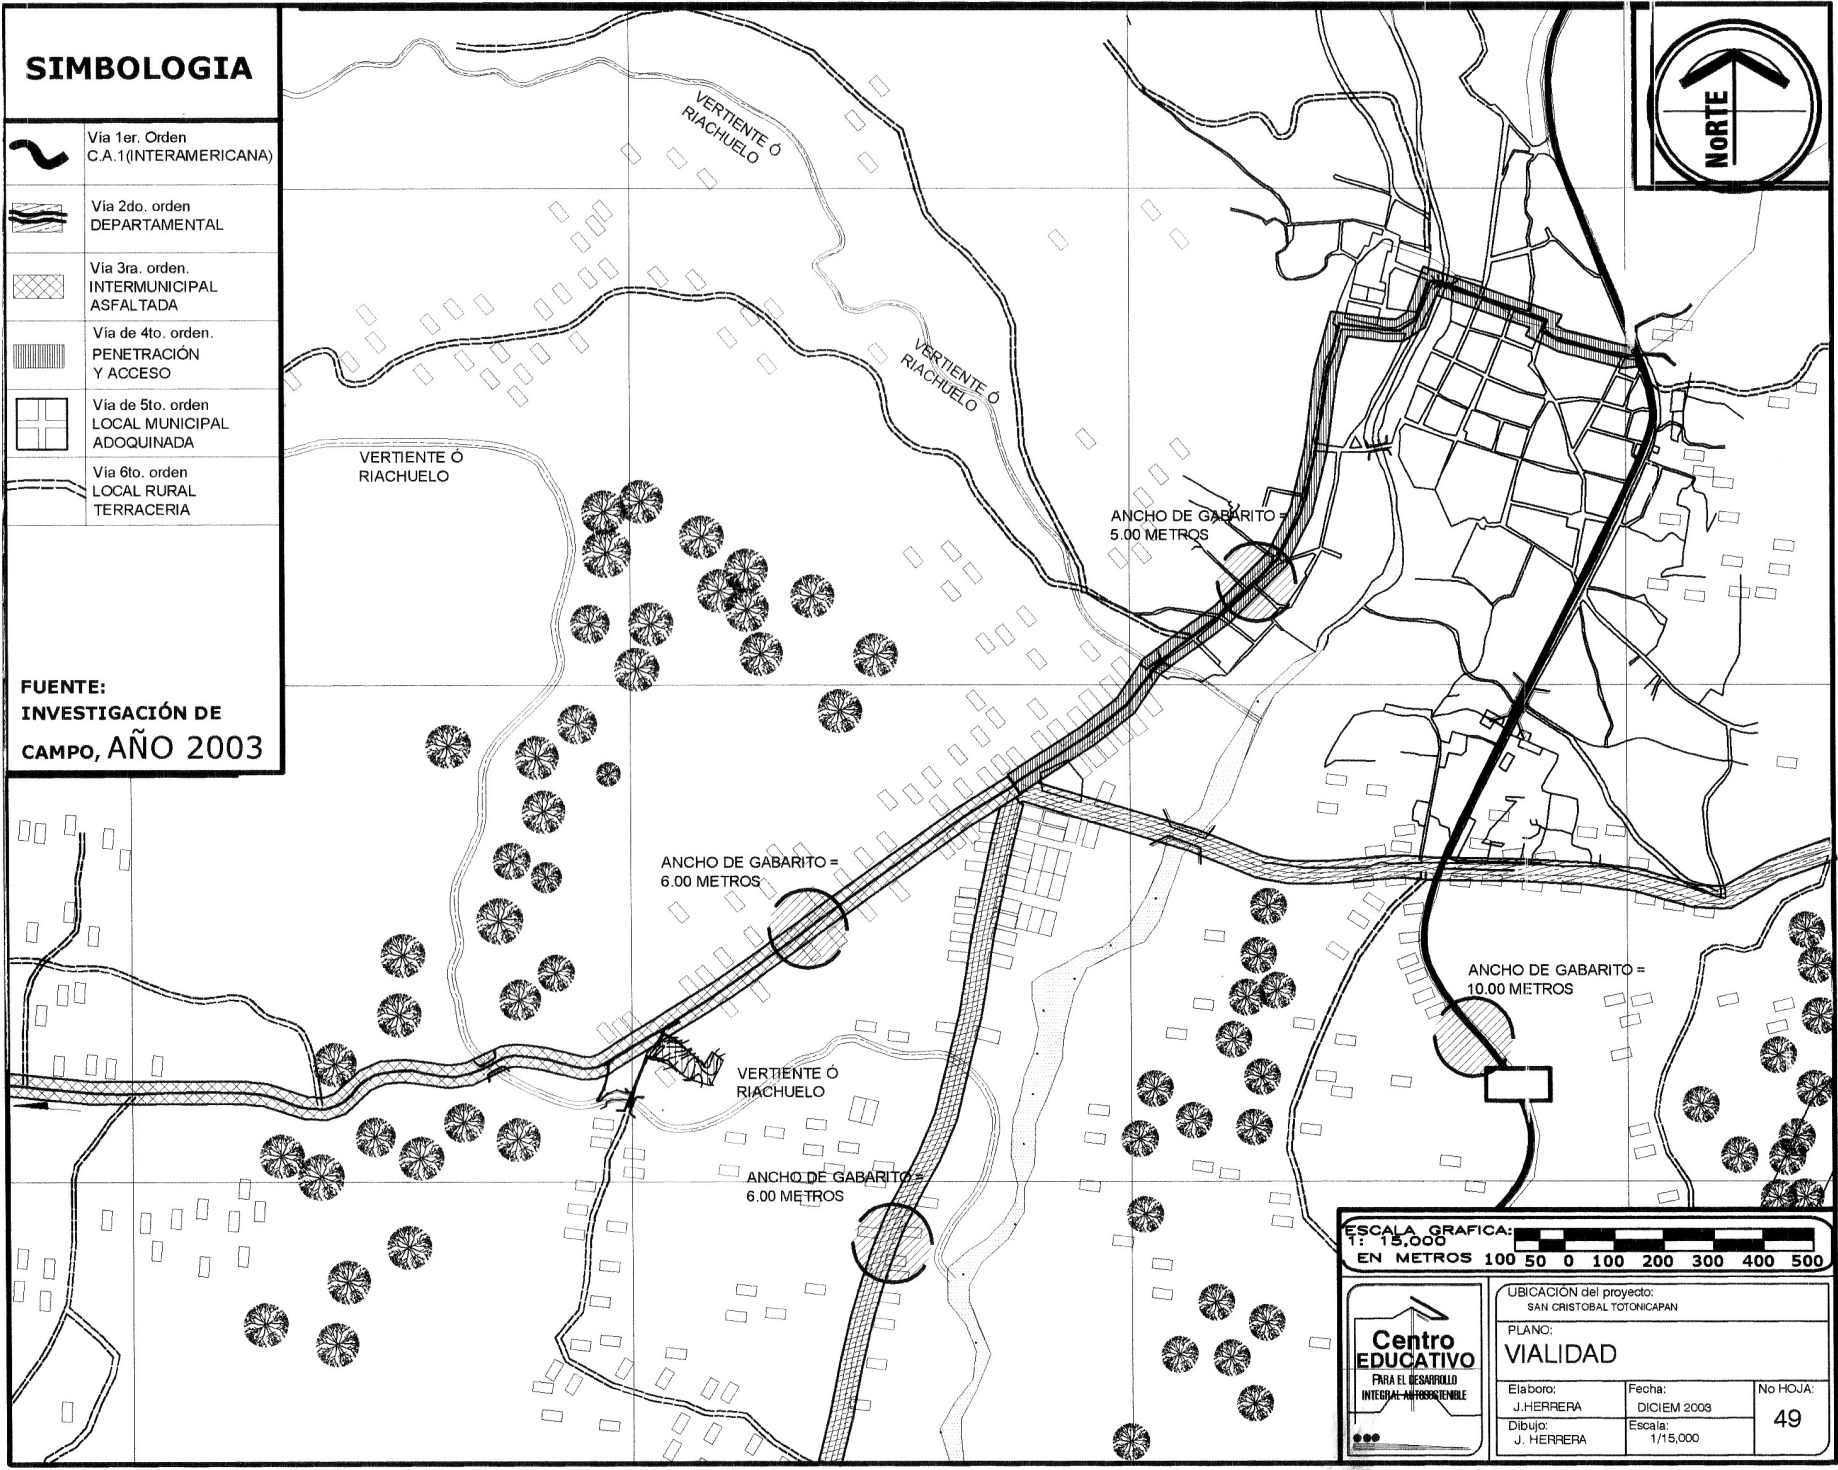 SIMBOLOGIA
Vía 1er. Orden
C.A.1(INTERAMERICANA)
Vía 2do. orden
DEPARTAMENTAL
Vía 3ra. orden.
INTERMUNICIPAL
ASFALTADA
Vía de 4to. orden.
PENETRACIÓN
Y ACCESO
Vía de 5to. orden
LOCAL MUNICIPAL
ADOQUINADA
Vía 6to. orden
LOCAL RURAL
TERRACERIA
FUENTE:
INVESTIGACIÓN DE
CAMPO, AÑO 2003
NoRTE
VERTIENTE Ó
RIACHUELO
VERTIENTE Ó
RIACHUELO
VERTIENTE Ó
RIACHUELO
ANCHO DE GABARITO =
5.00 METROS
ANCHO DE GABARITO =
6.00 METROS
ANCHO DE GABARITO =
10.00 METROS
VERTIENTE Ó
RIACHUELO
ANCHO DE GABARITO =
6.00 METROS
ESCALA GRAFICA:
1: 15,000
EN METROS 100 50 0 100 200 300 400 500
Centro
EDUCATIVO
PARA EL DESARROLLO
INTEGRAL AUTOSOSTENIBLE
UBICACIÓN del proyecto:
SAN CRISTOBAL TOTONICAPAN
PLANO:
VIALIDAD
Elaboro:
J.HERRERA
Fecha:
DICIEM 2003
No HOJA:
49
Dibujo:
J. HERRERA
Escala:
1/15,000